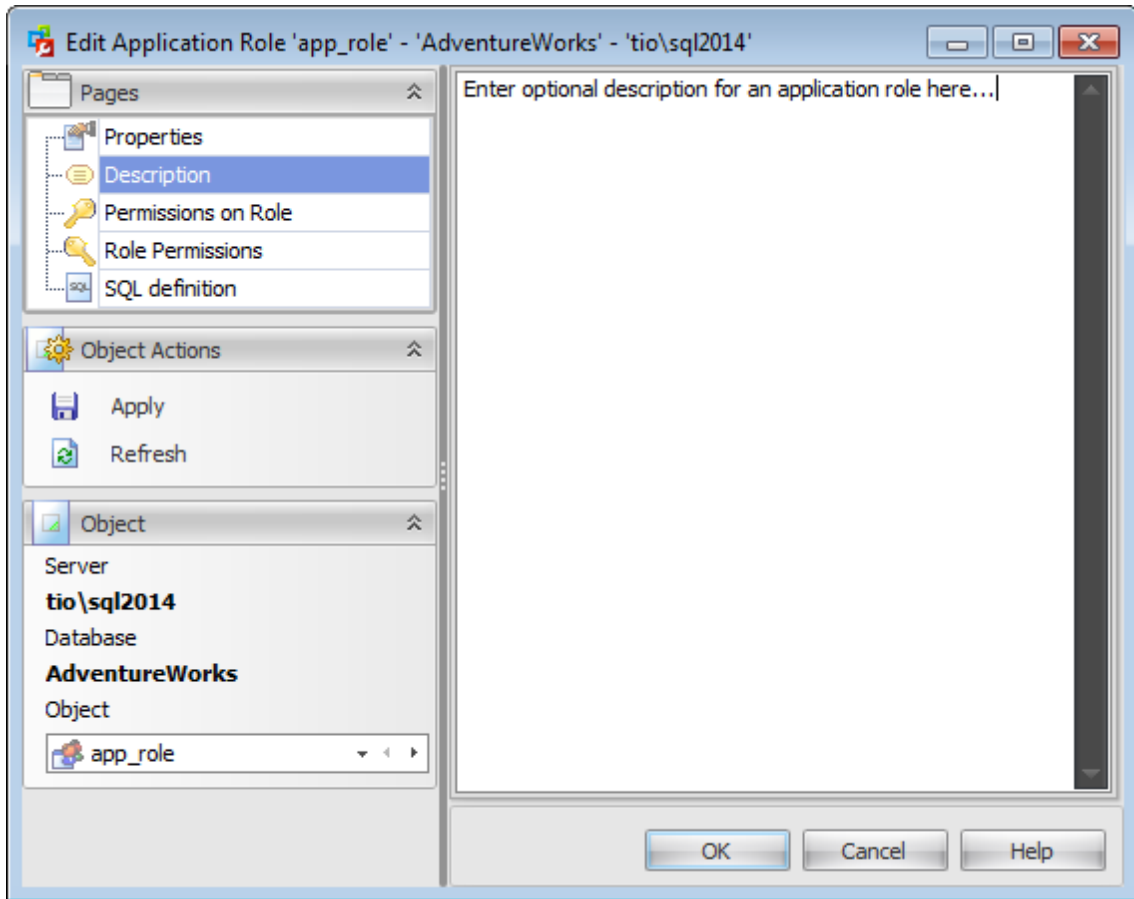 Edit Application Role 'app_role' - 'AdventureWorks' - 'tio\sql2014'
Pages
Properties
Description
Permissions on Role
Role Permissions
SQL
SQL definition
Object Actions
Apply
Refresh
Object
Server
tio\sql2014
Database
AdventureWorks
Object
app_role
Enter optional description for an application role here...
OK
Cancel
Help